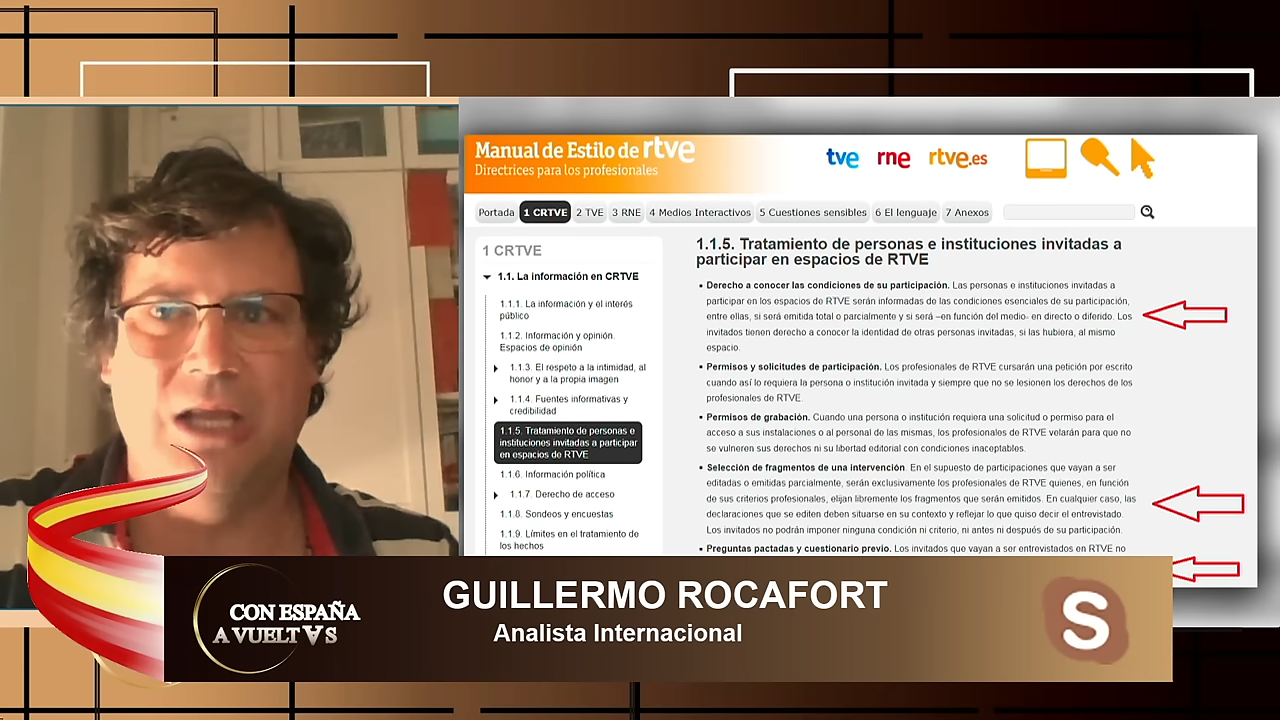 Manual de Estilo de rtve
Directrices para los profesionales
tve rne rtve.es
Portada 1 CRTVE 2 TVE 3 RNE 4 Medios Interactivos 5 Cuestiones sensibles 6 El lenguaje 7 Anexos
1 CRTVE
1.1. La información en CRTVE
1.1.1. La información y el interés
público
1.1.2. Información y opinión.
Espacios de opinión
1.1.3. El respeto a la intimidad, al
honor y a la propia imagen
1.1.4. Fuentes informativas y
credibilidad
1.1.5. Tratamiento de personas e
instituciones invitadas a participar
en espacios de RTVE
1.1.6. Información política
1.1.7. Derecho de acceso
1.1.8. Sondeos y encuestas
1.1.9. Límites en el tratamiento de
los hechos
1.1.5. Tratamiento de personas e instituciones invitadas a
participar en espacios de RTVE
Derecho a conocer las condiciones de su participación. Las personas e instituciones invitadas a
participar en los espacios de RTVE serán informadas de las condiciones esenciales de su participación,
entre ellas, si será emitida total o parcialmente y si será –en función del medio- en directo o diferido. Los
invitados tienen derecho a conocer la identidad de otras personas invitadas, si las hubiera, al mismo
espacio.
Permisos y solicitudes de participación. Los profesionales de RTVE cursarán una petición por escrito
cuando así lo requiera la persona o institución invitada y siempre que no se lesionen los derechos de los
profesionales de RTVE.
Permisos de grabación. Cuando una persona o institución requiera una solicitud o permiso para el
acceso a sus instalaciones o al personal de las mismas, los profesionales de RTVE velarán para que no
se vulneren sus derechos ni su libertad editorial con condiciones inaceptables.
Selección de fragmentos de una intervención. En el supuesto de participaciones que vayan a ser
editadas o emitidas parcialmente, serán exclusivamente los profesionales de RTVE quienes, en función
de sus criterios profesionales, elijan libremente los fragmentos que serán emitidos. En cualquier caso, las
declaraciones que se editen deben situarse en su contexto y reflejar lo que quiso decir el entrevistado.
Los invitados no podrán imponer ninguna condición ni criterio, ni antes ni después de su participación.
Preguntas pactadas y cuestionario previo. Los invitados que vayan a ser entrevistados en RTVE no
CON ESPAÑA
A VUELTAS
GUILLERMO ROCAFORT
Analista Internacional
S